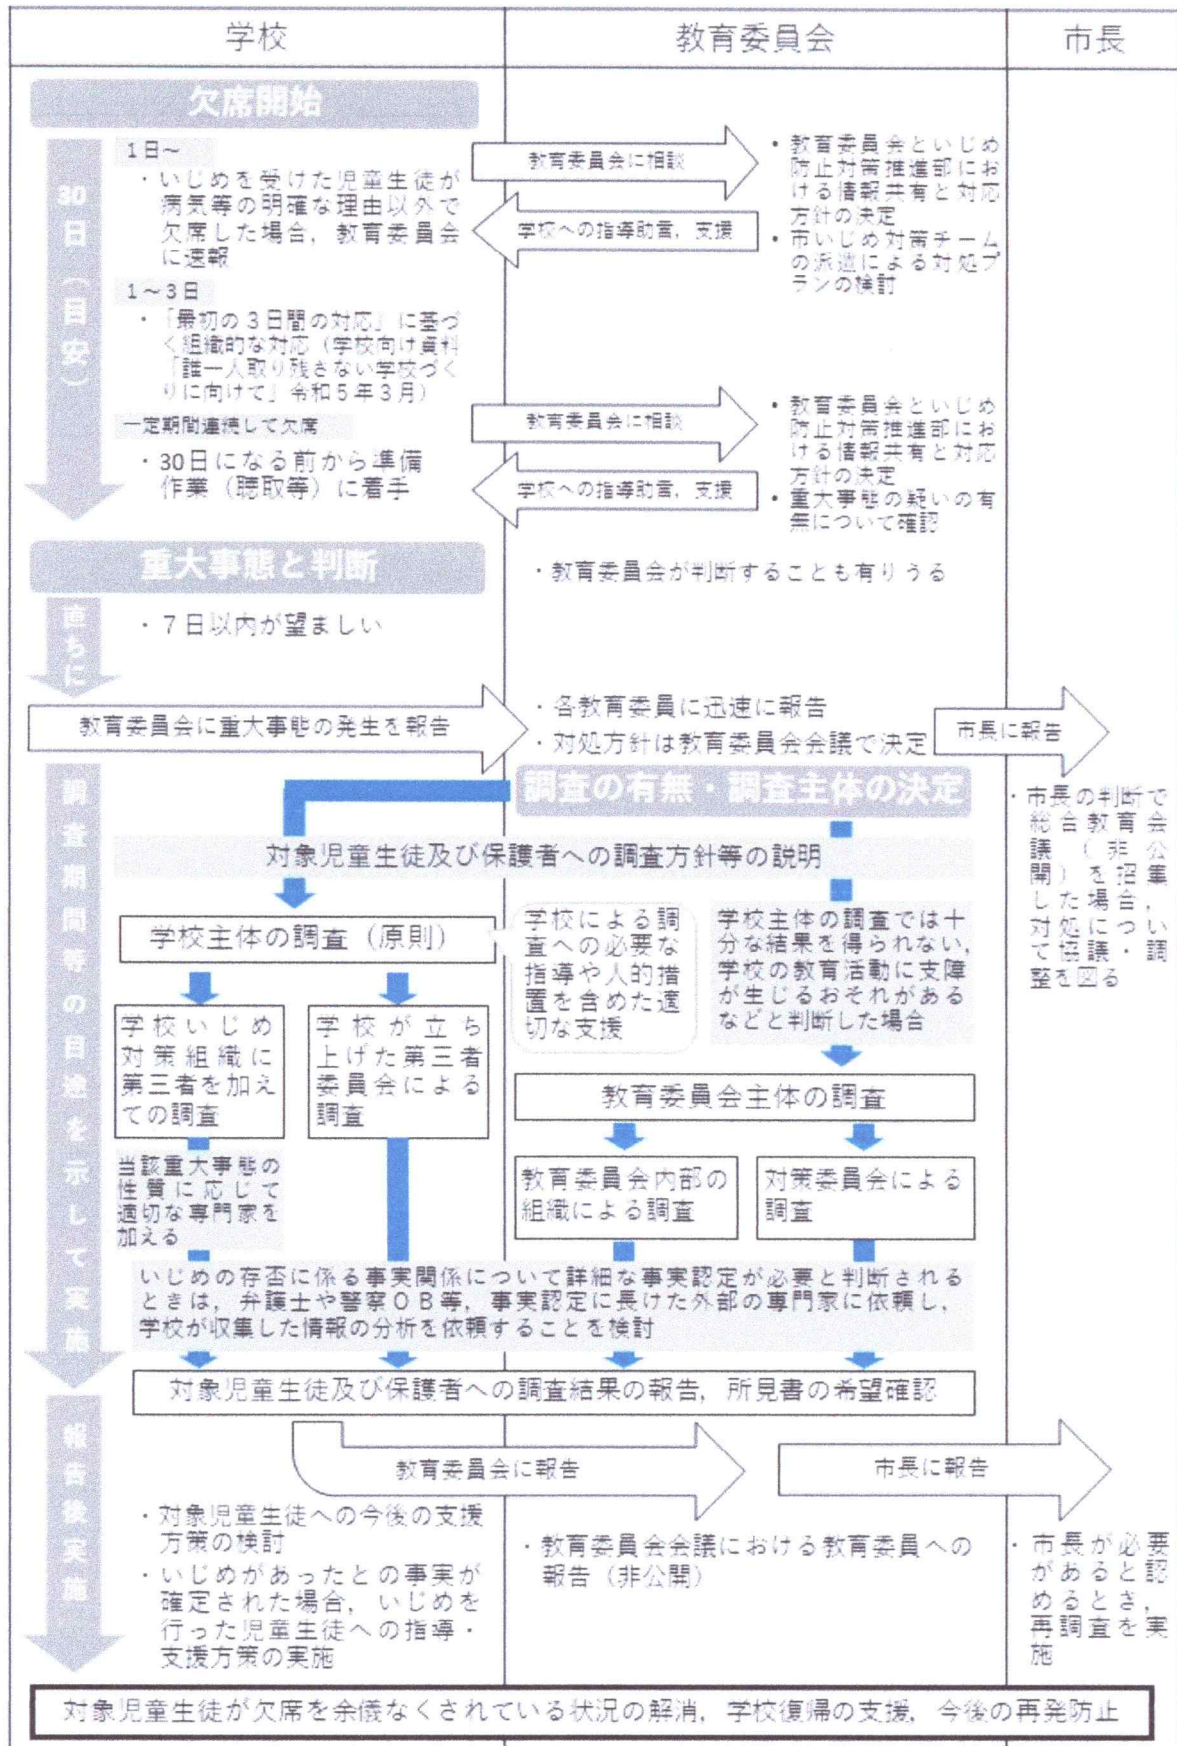 学校
教育委員会
市長
欠席開始
30日(目安)
1日～
・いじめを受けた児童生徒が
病気等の明確な理由以外で
欠席した場合，教育委員会
に速報
教育委員会に相談
学校への指導助言，支援
・教育委員会といじめ
防止対策推進部にお
ける情報共有と対応
方針の決定
・市いじめ対策チーム
の派遣による対処プ
ランの検討
1～3日
・「最初の3日間の対応」に基づ
く組織的な対応（学校向け資料
「誰一人取り残さない学校づく
りに向けて」令和5年3月）
一定期間連続して欠席
・30日になる前から準備
作業（聴取等）に着手
教育委員会に相談
学校への指導助言，支援
・教育委員会といじめ
防止対策推進部にお
ける情報共有と対応
方針の決定
・重大事態の疑いの有
無について確認
重大事態と判断
・教育委員会が判断することも有りうる
直ちに
・7日以内が望ましい
教育委員会に重大事態の発生を報告
・各教育委員に迅速に報告
・対処方針は教育委員会会議で決定
市長に報告
調査期間等の目途を示して実施
調査の有無・調査主体の決定
・市長の判断で
総合教育会
議（非公
開）を招集
した場合，
対処につい
て協議・調
整を図る
対象児童生徒及び保護者への調査方針等の説明
学校主体の調査（原則）
学校による調
査への必要な
指導や人的措
置を含めた適
切な支援
学校主体の調査では十
分な結果を得られない，
学校の教育活動に支障
が生じるおそれがある
などと判断した場合
学校いじめ
対策組織に
第三者を加え
ての調査
学校が立ち
上げた第三者
委員会による
調査
教育委員会主体の調査
当該重大事態の
性質に応じて
適切な専門家を
加える
教育委員会内部の
組織による調査
対策委員会による
調査
いじめの存否に係る事実関係について詳細な事実認定が必要と判断される
ときは，弁護士や警察OB等，事実認定に長けた外部の専門家に依頼し，
学校が収集した情報の分析を依頼することを検討
対象児童生徒及び保護者への調査結果の報告，所見書の希望確認
報告後実施
教育委員会に報告
市長に報告
・対象児童生徒への今後の支援
方策の検討
・いじめがあったとの事実が
確定された場合，いじめを
行った児童生徒への指導・
支援方策の実施
・教育委員会会議における教育委員への
報告（非公開）
・市長が必要
があると認
めるとき，
再調査を実
施
対象児童生徒が欠席を余儀なくされている状況の解消，学校復帰の支援，今後の再発防止